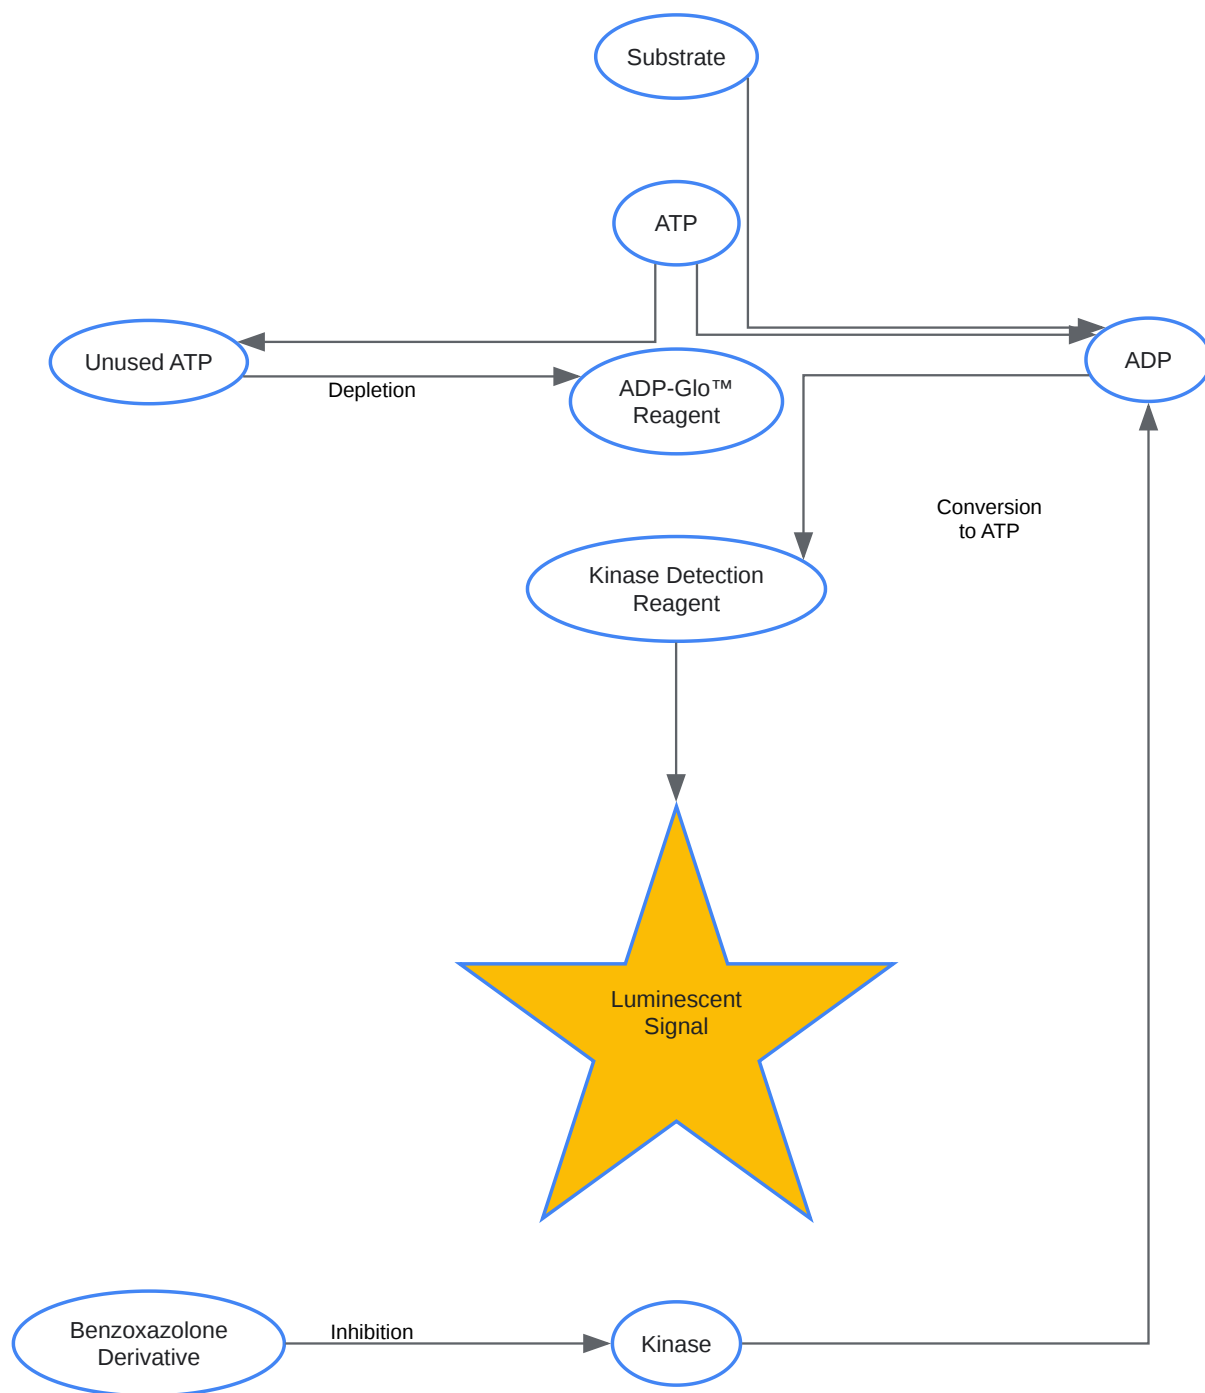 Substrate
ATP
Unused ATP
Depletion
ADP-Glo™
Reagent
ADP
Conversion
to ATP
Kinase Detection
Reagent
Luminescent
Signal
Benzoxazolone
Derivative
Inhibition
Kinase